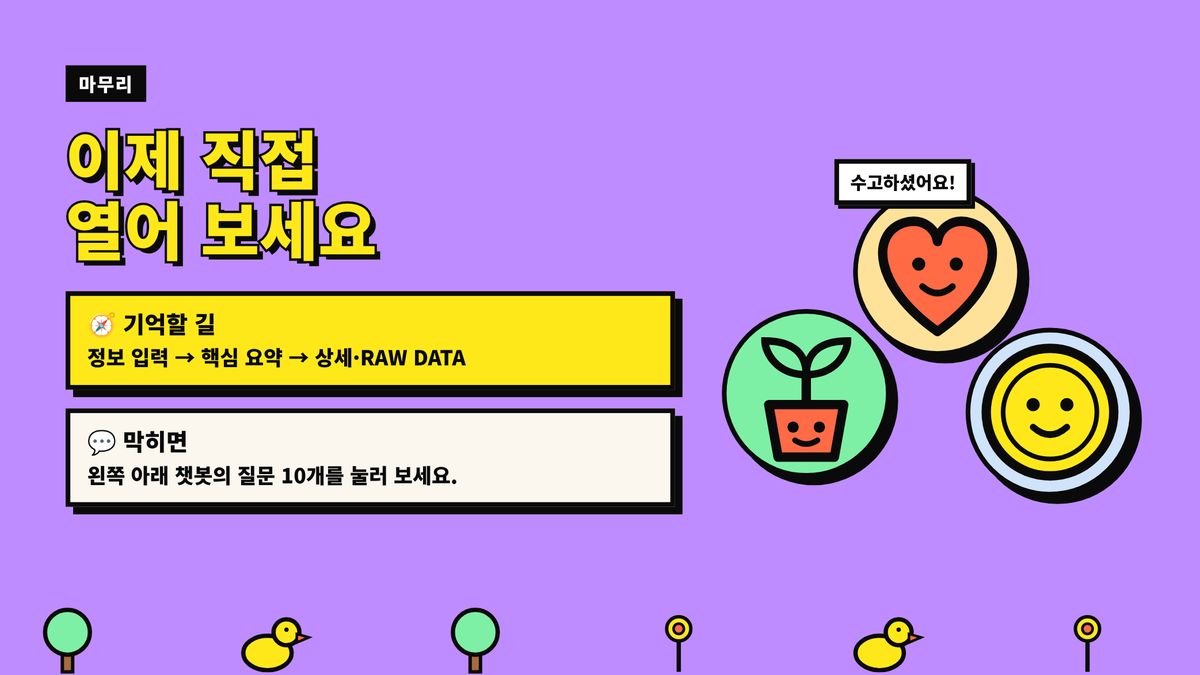 마무리
이제 직접
열어 보세요
수고하셨어요!
🧭 기억할 길
정보 입력 → 핵심 요약 → 상세·RAW DATA
💬 막히면
왼쪽 아래 챗봇의 질문 10개를 눌러 보세요.